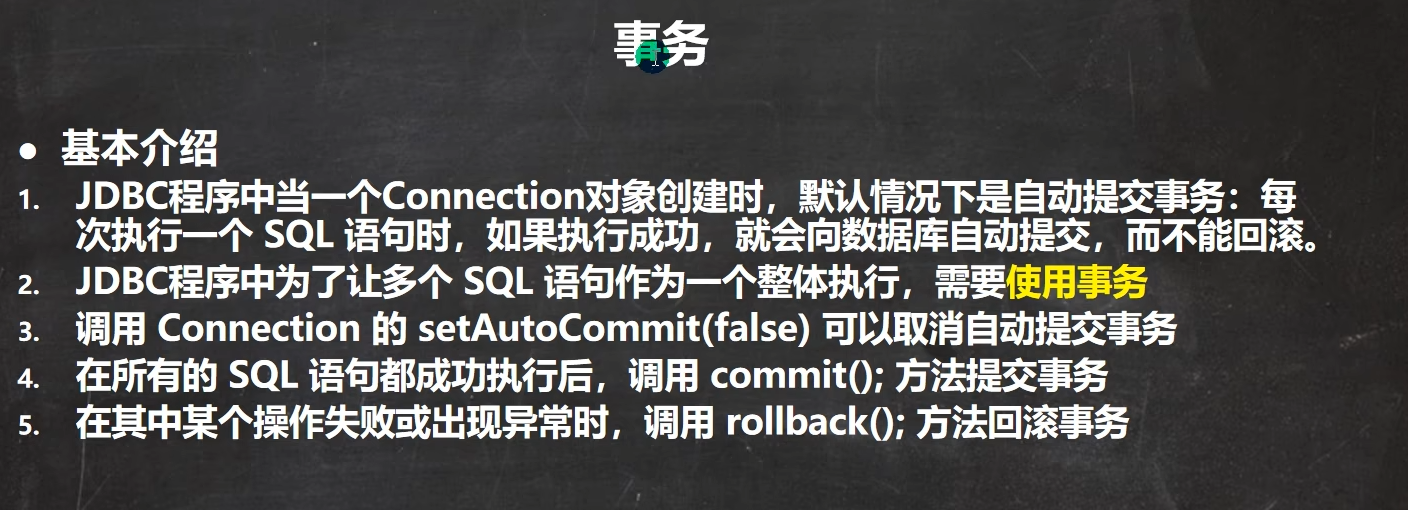 事务
● 基本介绍
1. JDBC程序中当一个Connection对象创建时，默认情况下是自动提交事务：每
次执行一个 SQL 语句时，如果执行成功，就会向数据库自动提交，而不能回滚。
2. JDBC程序中为了让多个 SQL 语句作为一个整体执行，需要使用事务
3. 调用 Connection 的 setAutoCommit(false) 可以取消自动提交事务
4. 在所有的 SQL 语句都成功执行后，调用 commit(); 方法提交事务
5. 在其中某个操作失败或出现异常时，调用 rollback(); 方法回滚事务